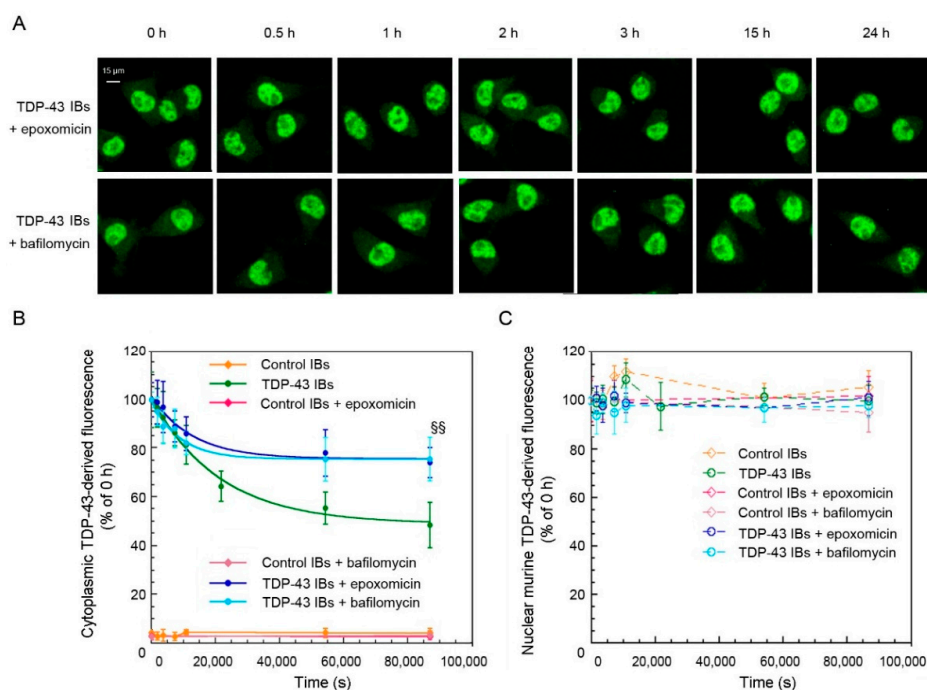 A
0 h 0.5 h 1 h 2 h 3 h 15 h 24 h
15 µm
TDP-43 IBs
+ epoxomicin
TDP-43 IBs
+ bafilomycin
B
Cytoplasmic TDP-43-derived fluorescence
(% of 0 h)
120
100
80
60
40
20
0
Control IBs
TDP-43 IBs
Control IBs + epoxomicin
§§
Control IBs + bafilomycin
TDP-43 IBs + epoxomicin
TDP-43 IBs + bafilomycin
0 20,000 40,000 60,000 80,000 100,000
Time (s)
C
Nuclear murine TDP-43-derived fluorescence
(% of 0 h)
120
100
80
60
40
20
0
Control IBs
TDP-43 IBs
Control IBs + epoxomicin
Control IBs + bafilomycin
TDP-43 IBs + epoxomicin
TDP-43 IBs + bafilomycin
0 20,000 40,000 60,000 80,000 100,000
Time (s)